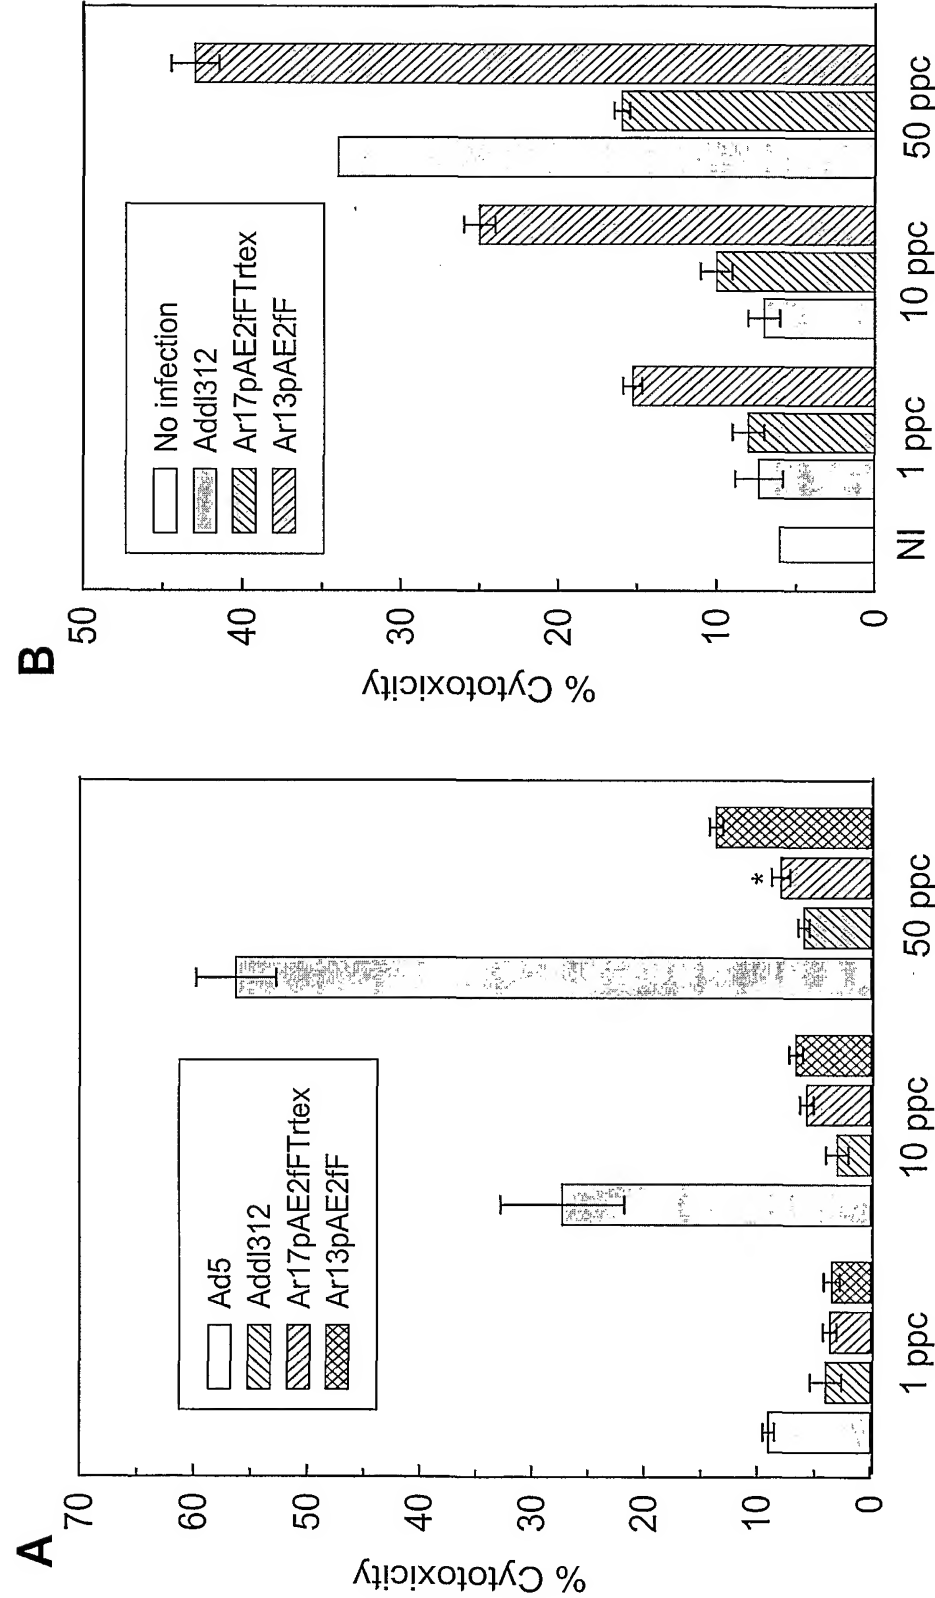 A
% Cytotoxicity
70
60
50
40
30
20
10
0
Ad5
Addl312
Ar17pAE2fFTrtex
Ar13pAE2fF
*
1 ppc
10 ppc
50 ppc
B
% Cytotoxicity
50
40
30
20
10
0
No infection
Addl312
Ar17pAE2fFTrtex
Ar13pAE2fF
NI
1 ppc
10 ppc
50 ppc